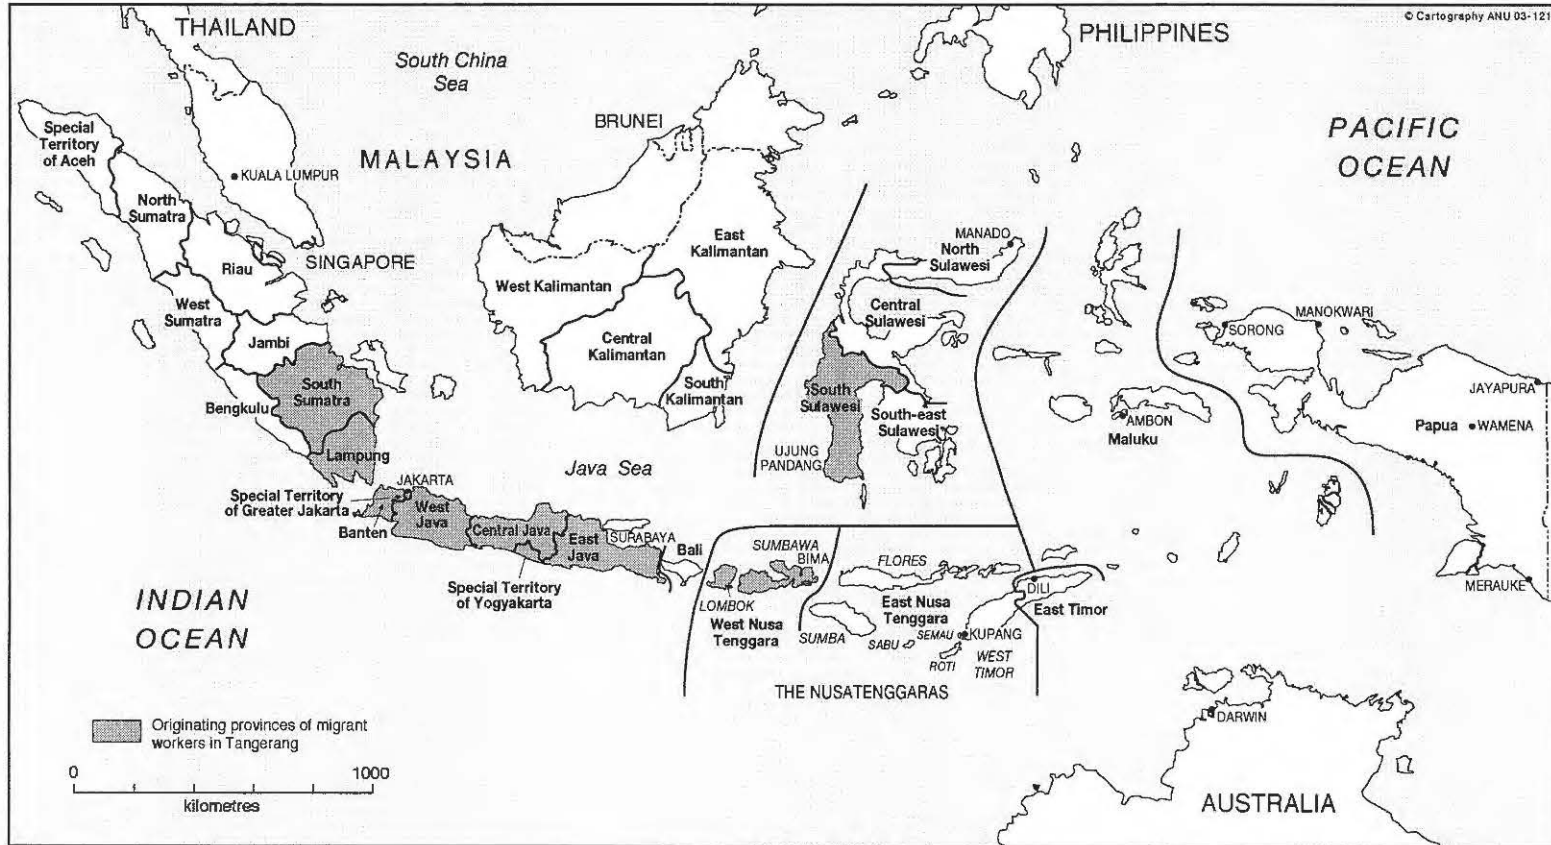 © Cartography ANU 03-121
THAILAND
PHILIPPINES
South China
Sea
BRUNEI
PACIFIC
OCEAN
Special
Territory
of Aceh
MALAYSIA
KUALA LUMPUR
North
Sumatra
East
Kalimantan
MANADO
North
Sulawesi
Riau
SINGAPORE
West Kalimantan
West
Sumatra
Central
Sulawesi
MANOKWARI
SORONG
Jambi
Central
Kalimantan
South
Sumatra
South
Kalimantan
South
Sulawesi
JAYAPURA
Bengkulu
South-east
Sulawesi
AMBON
Maluku
Papua
WAMENA
Lampung
UJUNG
PANDANG
Java Sea
JAKARTA
Special Territory
of Greater Jakarta
West
Java
Banten
Central Java
East
Java
SURABAYA
Bali
SUMBAWA
BIMA
FLORES
Special Territory
of Yogyakarta
LOMBOK
West Nusa
Tenggara
SUMBA
East Nusa
Tenggara
DILI
East Timor
MERAUKE
SABU
SEMAU
KUPANG
ROTI
WEST
TIMOR
INDIAN
OCEAN
THE NUSATENGGARAS
DARWIN
Originating provinces of migrant
workers in Tangerang
0
1000
kilometres
AUSTRALIA